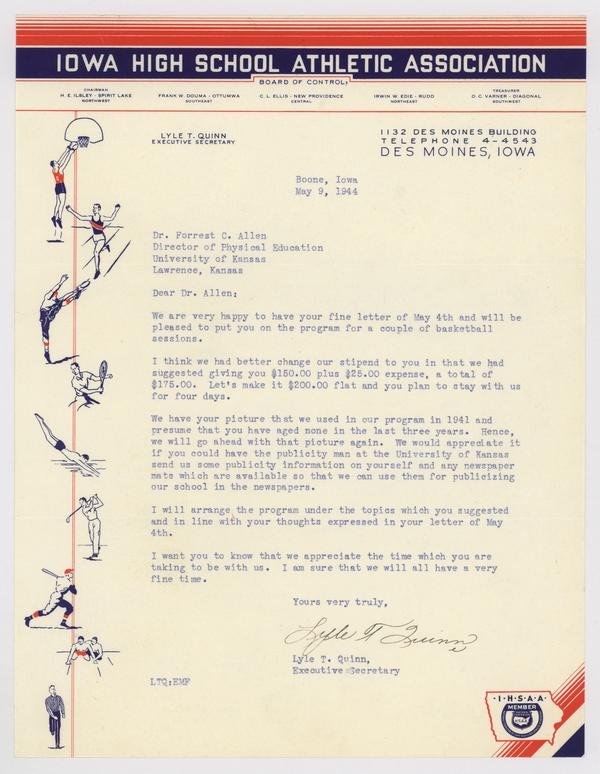 IOWA HIGH SCHOOL ATHLETIC ASSOCIATION
BOARD OF CONTROL:
CHAIRMAN
H. E. ILSLEY - SPIRIT LAKE
NORTHWEST
FRANK W. DOUMA - OTTUMWA
SOUTHEAST
C. L. ELLIS - NEW PROVIDENCE
CENTRAL
IRWIN W. EDIE - RUDD
NORTHEAST
TREASURER
O. C. VARNER - DIAGONAL
SOUTHWEST
LYLE T. QUINN
EXECUTIVE SECRETARY
1132 DES MOINES BUILDING
TELEPHONE 4-4543
DES MOINES, IOWA
Boone, Iowa
May 9, 1944
Dr. Forrest C. Allen
Director of Physical Education
University of Kansas
Lawrence, Kansas
Dear Dr. Allen:
We are very happy to have your fine letter of May 4th and will be
pleased to put you on the program for a couple of basketball
sessions.
I think we had better change our stipend to you in that we had
suggested giving you $150.00 plus $25.00 expense, a total of
$175.00. Let's make it $200.00 flat and you plan to stay with us
for four days.
We have your picture that we used in our program in 1941 and
presume that you have aged none in the last three years. Hence,
we will go ahead with that picture again. We would appreciate it
if you could have the publicity man at the University of Kansas
send us some publicity information on yourself and any newspaper
mats which are available so that we can use them for publicizing
our school in the newspapers.
I will arrange the program under the topics which you suggested
and in line with your thoughts expressed in your letter of May
4th.
I want you to know that we appreciate the time which you are
taking to be with us. I am sure that we will all have a very
fine time.
Yours very truly,
Lyle T Quinn
Lyle T. Quinn,
Executive Secretary
LTQ:EMF
I·H·S·A·A·
MEMBER